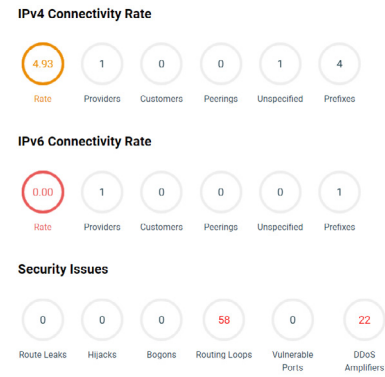 IPv4 Connectivity Rate
4.93 1 0 0 1 4
Rate Providers Customers Peerings Unspecified Prefixes
IPv6 Connectivity Rate
0.00 1 0 0 0 1
Rate Providers Customers Peerings Unspecified Prefixes
Security Issues
0 0 0 58 0 22
Route Leaks Hijacks Bogons Routing Loops Vulnerable Ports DDoS Amplifiers